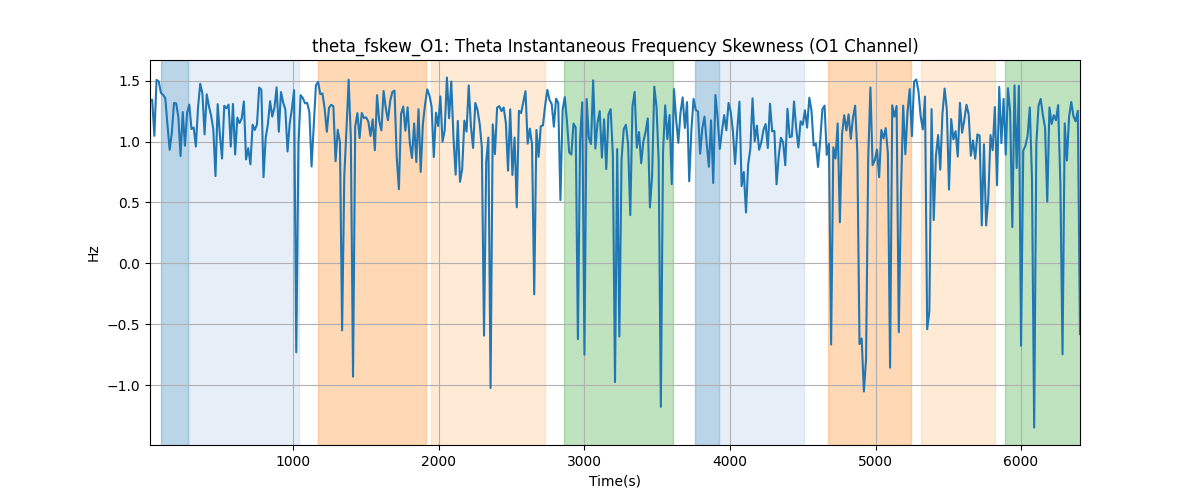 theta_fskew_O1: Theta Instantaneous Frequency Skewness (O1 Channel)
1.5
1.0
0.5
0.0
−0.5
−1.0
Hz
1000 2000 3000 4000 5000 6000
Time(s)